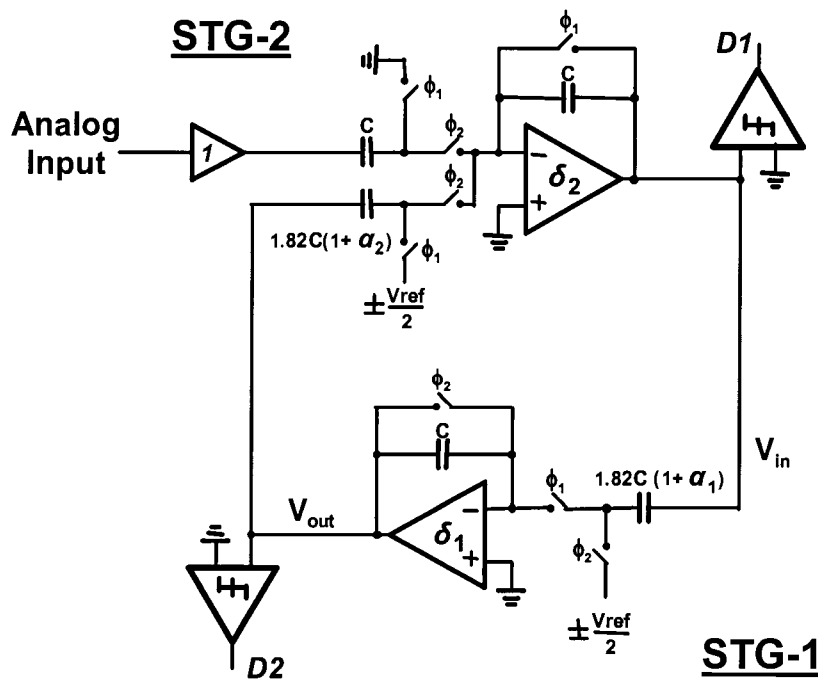 STG-2
Analog
Input
1
C
ϕ1
ϕ2
ϕ2
1.82C(1+ α2)
ϕ1
± Vref
2
ϕ1
C
−
+
δ2
D1
Vin
1.82C (1+ α1)
ϕ1
ϕ2
± Vref
2
ϕ2
C
−
+
δ1
Vout
D2
STG-1